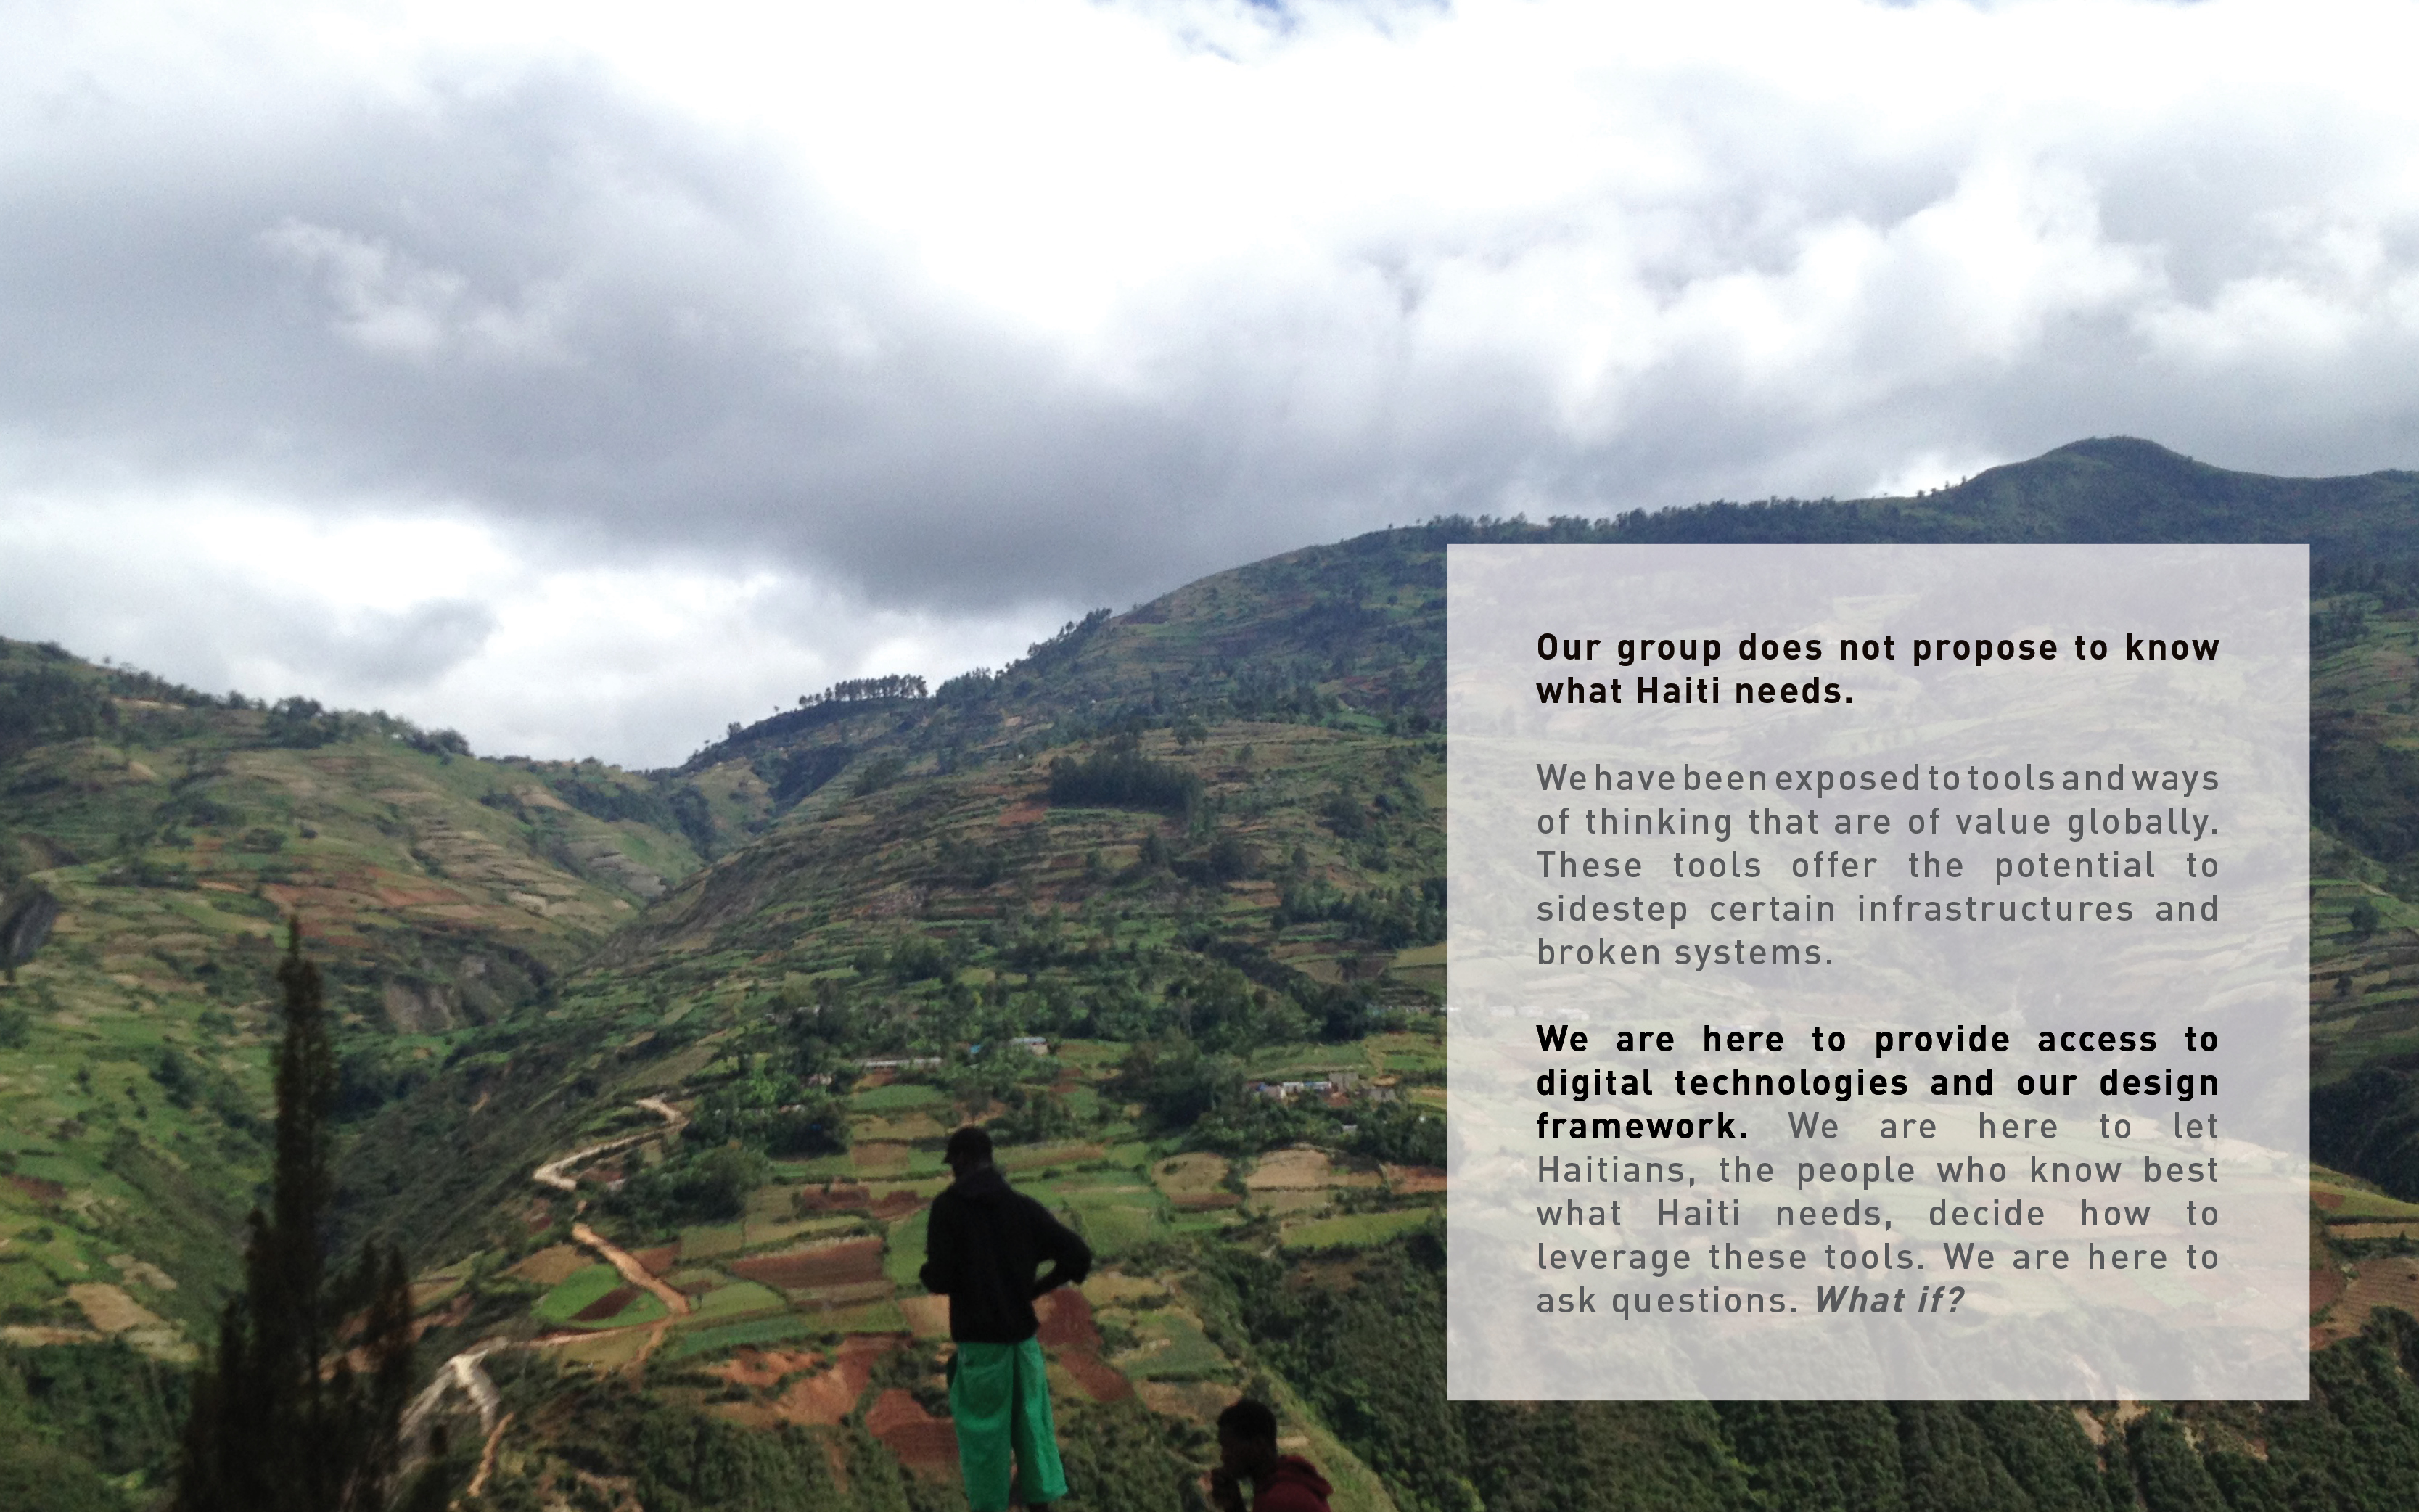 Our group does not propose to know
what Haiti needs.
We have been exposed to tools and ways
of thinking that are of value globally.
These tools offer the potential to
sidestep certain infrastructures and
broken systems.
We are here to provide access to
digital technologies and our design
framework. We are here to let
Haitians, the people who know best
what Haiti needs, decide how to
leverage these tools. We are here to
ask questions. What if?